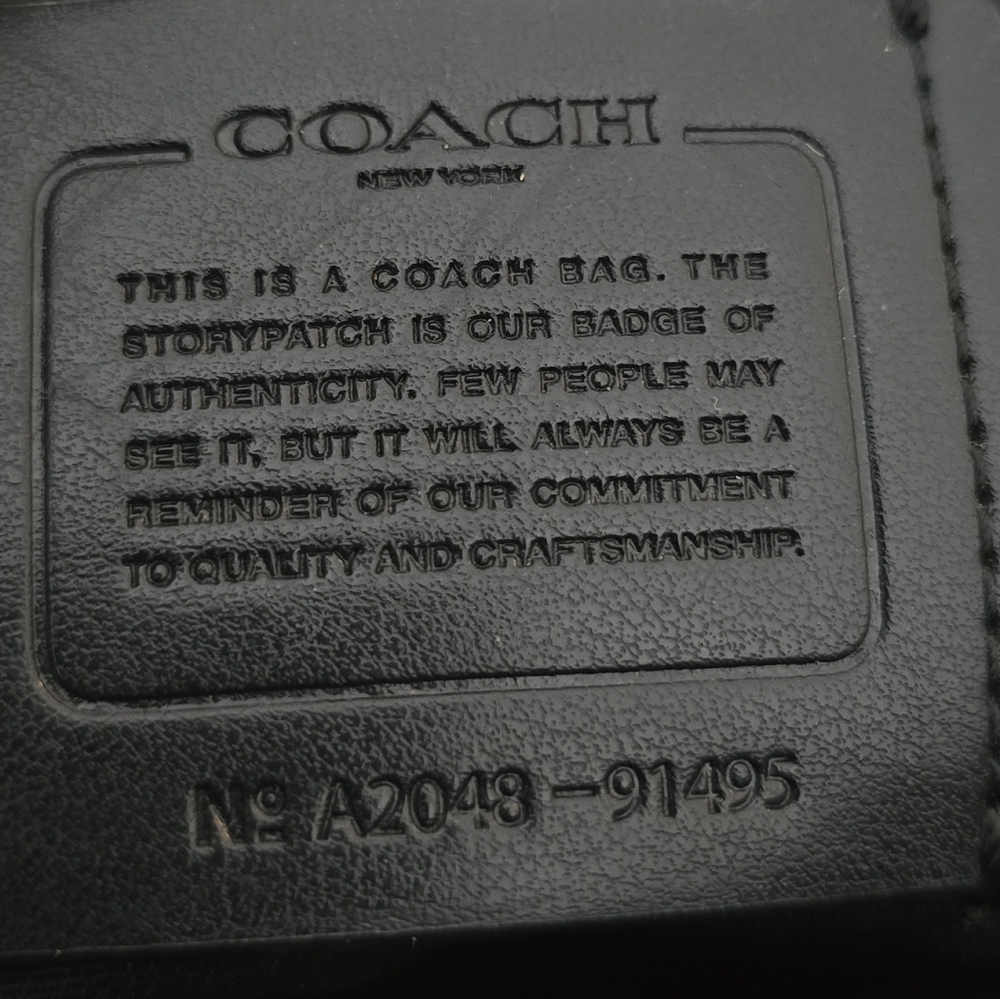 COACH
NEW YORK
THIS IS A COACH BAG. THE
STORYPATCH IS OUR BADGE OF
AUTHENTICITY. FEW PEOPLE MAY
SEE IT, BUT IT WILL ALWAYS BE A
REMINDER OF OUR COMMITMENT
TO QUALITY AND CRAFTSMANSHIP.
Nº A2048-91495